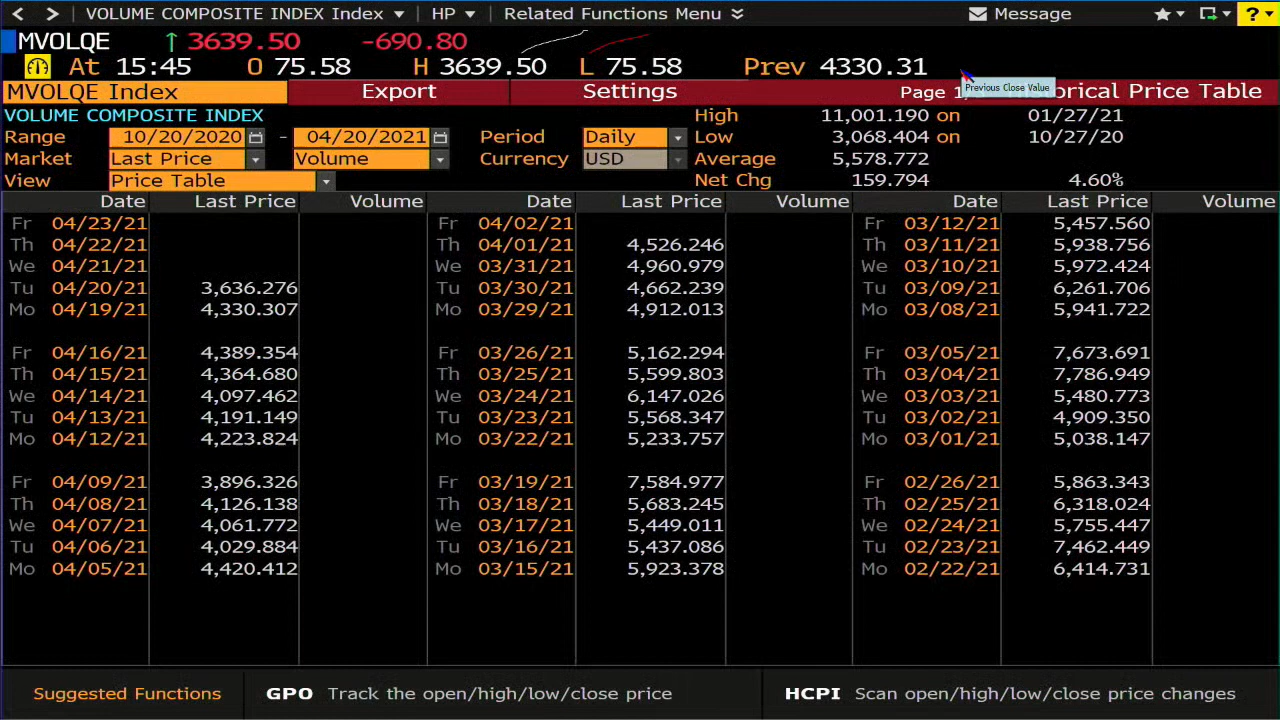 < > VOLUME COMPOSITE INDEX Index HP Related Functions Menu Message ?
MVOLQE ↑ 3639.50 -690.80
At 15:45 O 75.58 H 3639.50 L 75.58 Prev 4330.31
Previous Close Value
MVOLQE Index Export Settings Page 1/ orical Price Table
VOLUME COMPOSITE INDEX High 11,001.190 on 01/27/21
Range 10/20/2020 - 04/20/2021 Period Daily Low 3,068.404 on 10/27/20
Market Last Price Volume Currency USD Average 5,578.772
View Price Table Net Chg 159.794 4.60%
Date Last Price Volume Date Last Price Volume Date Last Price Volume
Fr 04/23/21 Fr 04/02/21 Fr 03/12/21 5,457.560
Th 04/22/21 Th 04/01/21 4,526.246 Th 03/11/21 5,938.756
We 04/21/21 We 03/31/21 4,960.979 We 03/10/21 5,972.424
Tu 04/20/21 3,636.276 Tu 03/30/21 4,662.239 Tu 03/09/21 6,261.706
Mo 04/19/21 4,330.307 Mo 03/29/21 4,912.013 Mo 03/08/21 5,941.722
Fr 04/16/21 4,389.354 Fr 03/26/21 5,162.294 Fr 03/05/21 7,673.691
Th 04/15/21 4,364.680 Th 03/25/21 5,599.803 Th 03/04/21 7,786.949
We 04/14/21 4,097.462 We 03/24/21 6,147.026 We 03/03/21 5,480.773
Tu 04/13/21 4,191.149 Tu 03/23/21 5,568.347 Tu 03/02/21 4,909.350
Mo 04/12/21 4,223.824 Mo 03/22/21 5,233.757 Mo 03/01/21 5,038.147
Fr 04/09/21 3,896.326 Fr 03/19/21 7,584.977 Fr 02/26/21 5,863.343
Th 04/08/21 4,126.138 Th 03/18/21 5,683.245 Th 02/25/21 6,318.024
We 04/07/21 4,061.772 We 03/17/21 5,449.011 We 02/24/21 5,755.447
Tu 04/06/21 4,029.884 Tu 03/16/21 5,437.086 Tu 02/23/21 7,462.449
Mo 04/05/21 4,420.412 Mo 03/15/21 5,923.378 Mo 02/22/21 6,414.731
Suggested Functions GPO Track the open/high/low/close price HCPI Scan open/high/low/close price changes